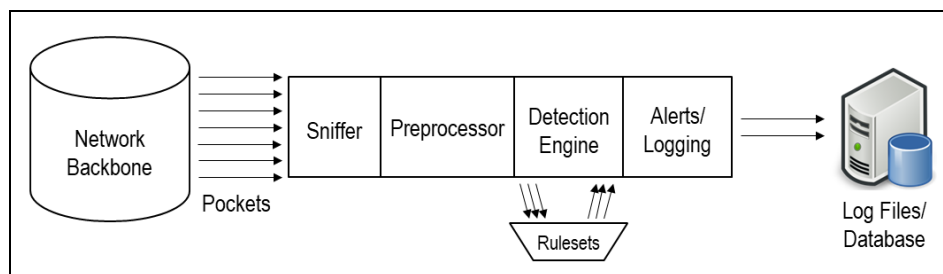 Network
Backbone
Pockets
Sniffer
Preprocessor
Detection
Engine
Alerts/
Logging
Rulesets
Log Files/
Database